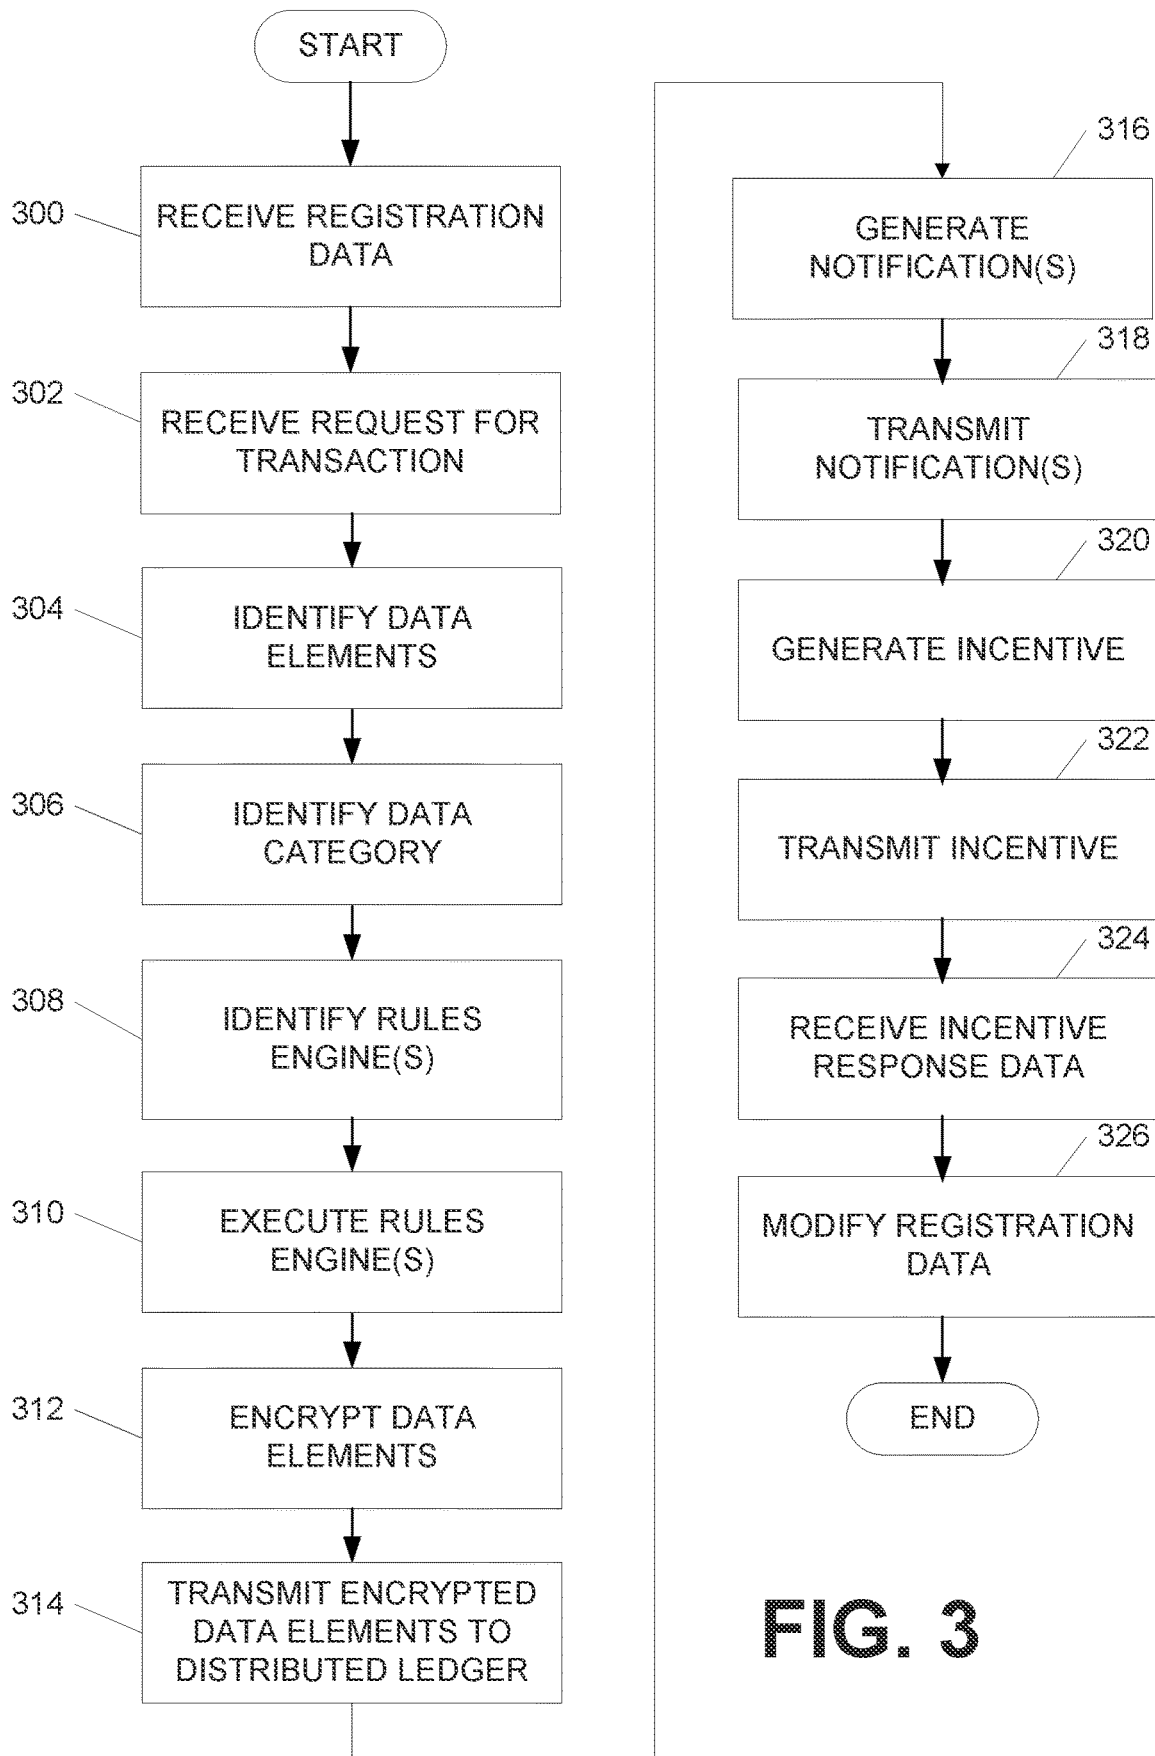 START
300
RECEIVE REGISTRATION
DATA
302
RECEIVE REQUEST FOR
TRANSACTION
304
IDENTIFY DATA
ELEMENTS
306
IDENTIFY DATA
CATEGORY
308
IDENTIFY RULES
ENGINE(S)
310
EXECUTE RULES
ENGINE(S)
312
ENCRYPT DATA
ELEMENTS
314
TRANSMIT ENCRYPTED
DATA ELEMENTS TO
DISTRIBUTED LEDGER
316
GENERATE
NOTIFICATION(S)
318
TRANSMIT
NOTIFICATION(S)
320
GENERATE INCENTIVE
322
TRANSMIT INCENTIVE
324
RECEIVE INCENTIVE
RESPONSE DATA
326
MODIFY REGISTRATION
DATA
END
FIG. 3